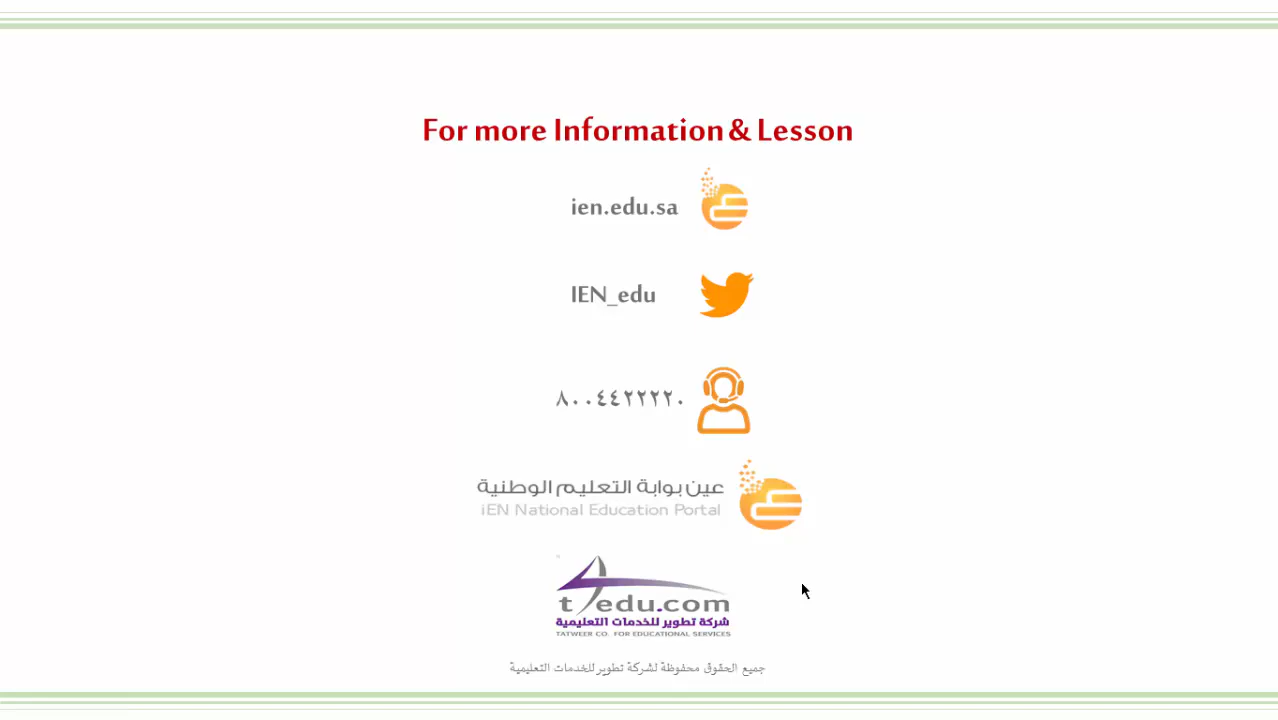 For more Information & Lesson
ien.edu.sa
IEN_edu
٨٠٠٤٤٢٢٢٢٠
عين بوابة التعليم الوطنية
iEN National Education Portal
t4edu.com
شركة تطوير للخدمات التعليمية
TATWEER CO. FOR EDUCATIONAL SERVICES
جميع الحقوق محفوظة لشركة تطوير للخدمات التعليمية